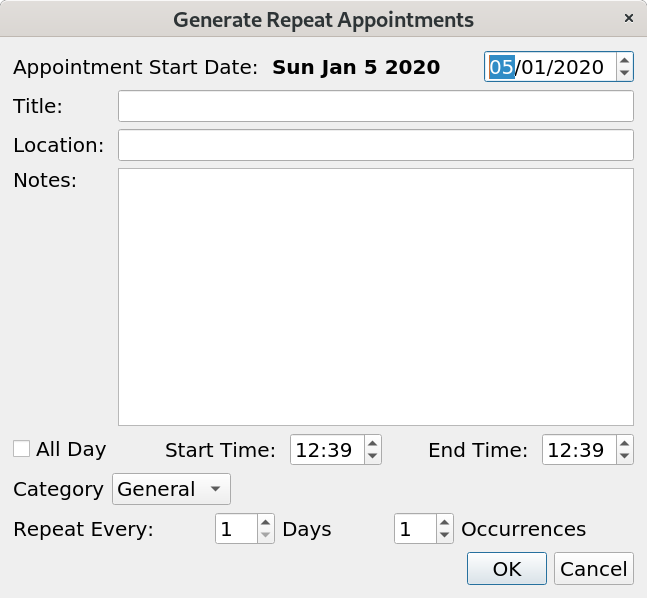 Generate Repeat Appointments ×
Appointment Start Date: Sun Jan 5 2020 05/01/2020
Title:
Location:
Notes:
All Day Start Time: 12:39 End Time: 12:39
Category General
Repeat Every: 1 Days 1 Occurrences
OK Cancel